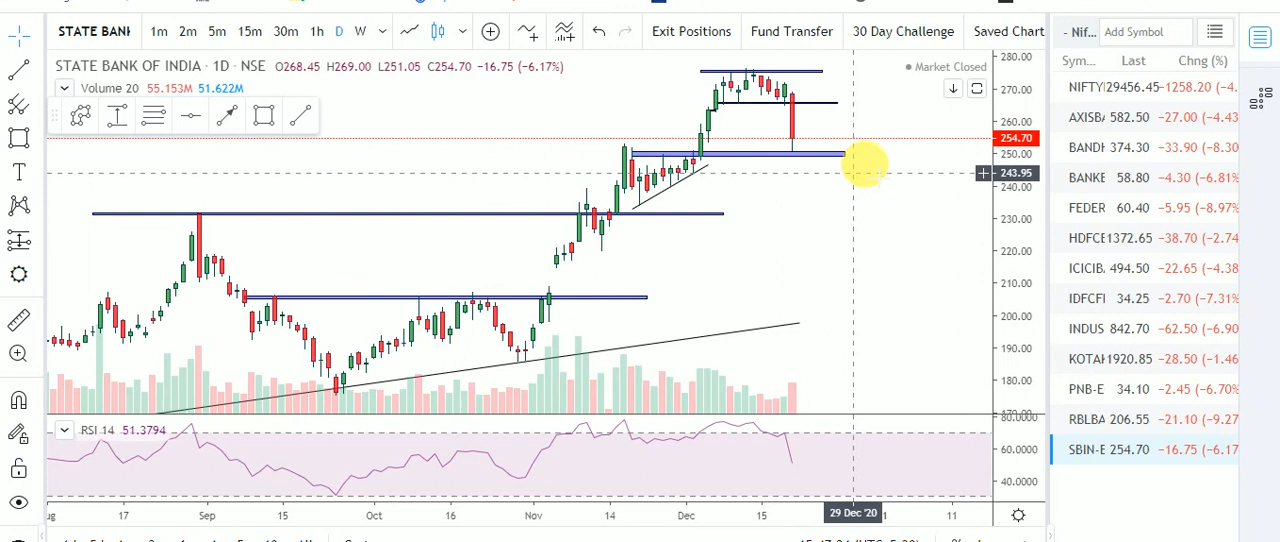 STATE BANK 1m 2m 5m 15m 30m 1h D W Exit Positions Fund Transfer 30 Day Challenge Saved Chart - Nif... Add Symbol
STATE BANK OF INDIA · 1D · NSE O268.45 H269.00 L251.05 C254.70 −16.75 (−6.17%) Market Closed
Volume 20 55.153M 51.622M
280.00
270.00
260.00
254.70
250.00
243.95
240.00
230.00
220.00
210.00
200.00
190.00
180.00
RSI 14 51.3794
80.0000
60.0000
40.0000
17 Sep 15 Oct 16 Nov 14 Dec 15 29 Dec '20 11
Sym... Last Chng (%)
NIFTY 29456.45 −1258.20 (−4.
AXISBA 582.50 −27.00 (−4.43
BANDH 374.30 −33.90 (−8.30
BANKE 58.80 −4.30 (−6.81%)
FEDER 60.40 −5.95 (−8.97%
HDFCE 1372.65 −38.70 (−2.74
ICICIB. 494.50 −22.65 (−4.38
IDFCFI 34.25 −2.70 (−7.31%)
INDUS 842.70 −62.50 (−6.90
KOTAK 1920.85 −28.50 (−1.46
PNB-E 34.10 −2.45 (−6.70%)
RBLBA 206.55 −21.10 (−9.27
SBIN-E 254.70 −16.75 (−6.17